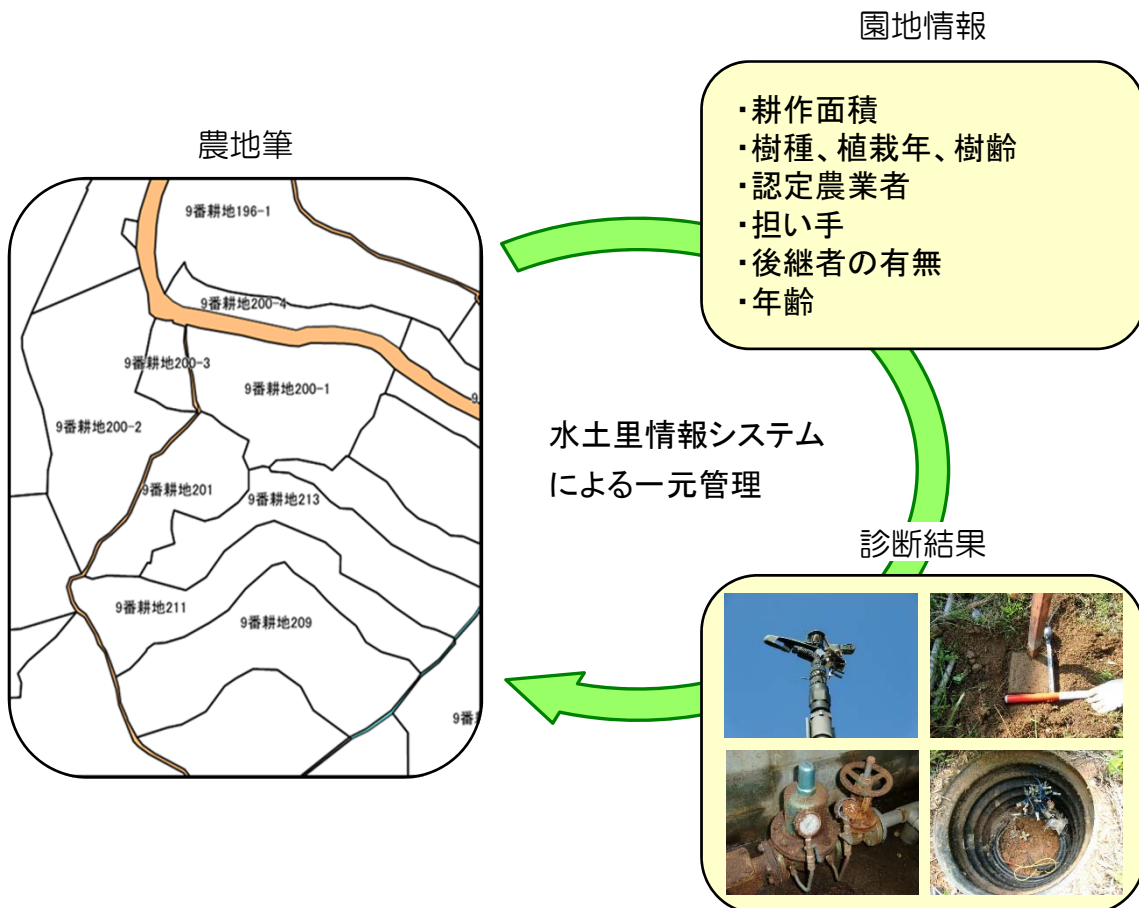 園地情報
・耕作面積
・樹種、植栽年、樹齢
・認定農業者
・担い手
・後継者の有無
・年齢
農地筆
9番耕地196-1
9番耕地200-4
9番耕地200-3
9番耕地200-1
9番耕地200-2
9番耕地201
9番耕地213
9番耕地211
9番耕地209
水土里情報システム
による一元管理
診断結果